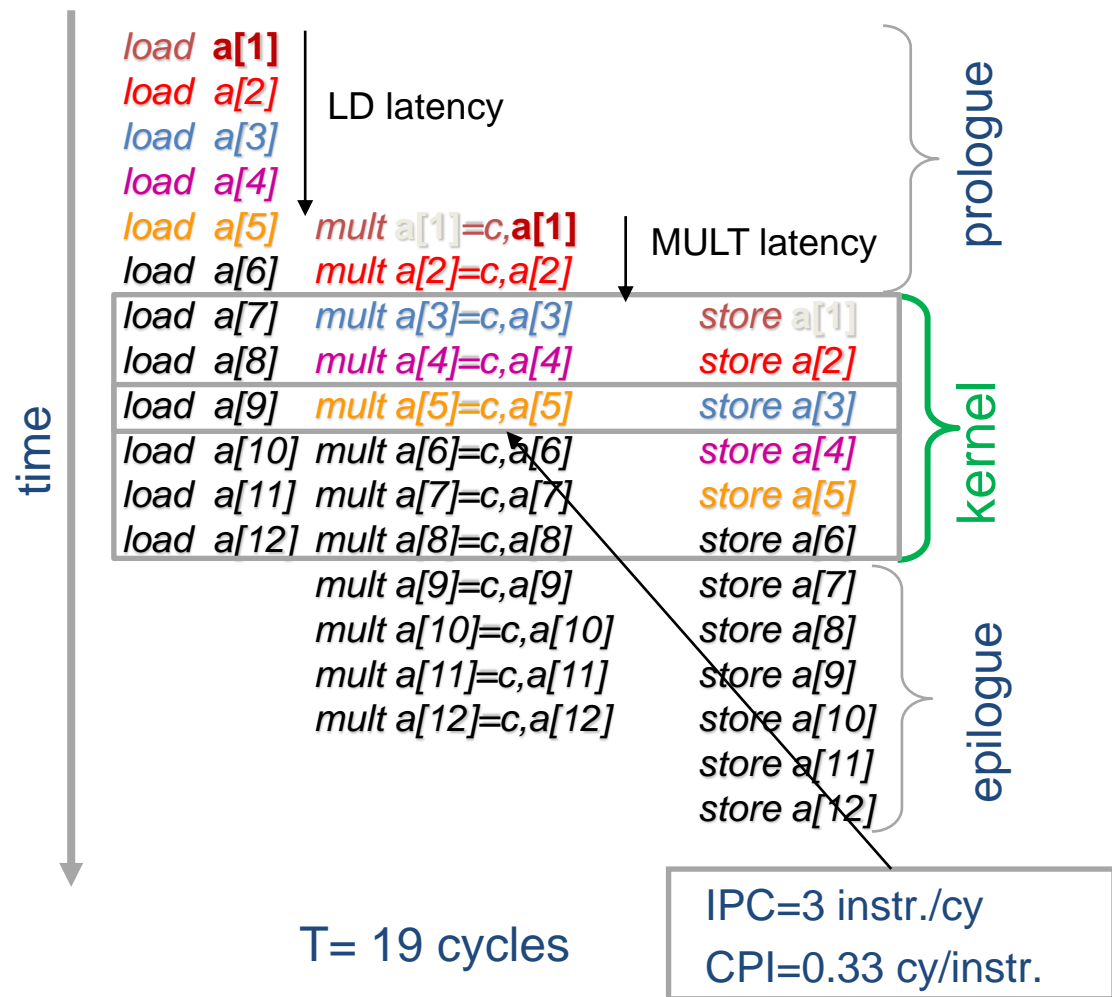 load a[1]
load a[2]
LD latency
load a[3]
load a[4]
load a[5] mult a[1]=c,a[1]
MULT latency
load a[6] mult a[2]=c,a[2]
prologue
load a[7] mult a[3]=c,a[3] store a[1]
load a[8] mult a[4]=c,a[4] store a[2]
load a[9] mult a[5]=c,a[5] store a[3]
load a[10] mult a[6]=c,a[6] store a[4]
load a[11] mult a[7]=c,a[7] store a[5]
load a[12] mult a[8]=c,a[8] store a[6]
kernel
time
mult a[9]=c,a[9] store a[7]
mult a[10]=c,a[10] store a[8]
mult a[11]=c,a[11] store a[9]
mult a[12]=c,a[12] store a[10]
store a[11]
store a[12]
epilogue
T= 19 cycles
IPC=3 instr./cy
CPI=0.33 cy/instr.